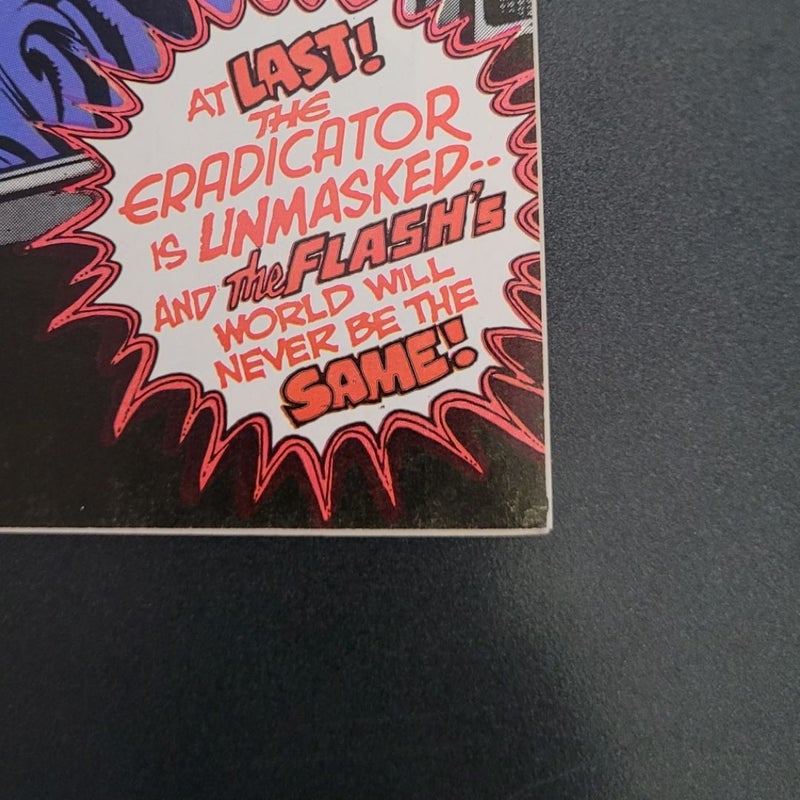 AT LAST!
THE
ERADICATOR
IS UNMASKED--
AND the FLASH'S
WORLD WILL
NEVER BE THE
SAME!